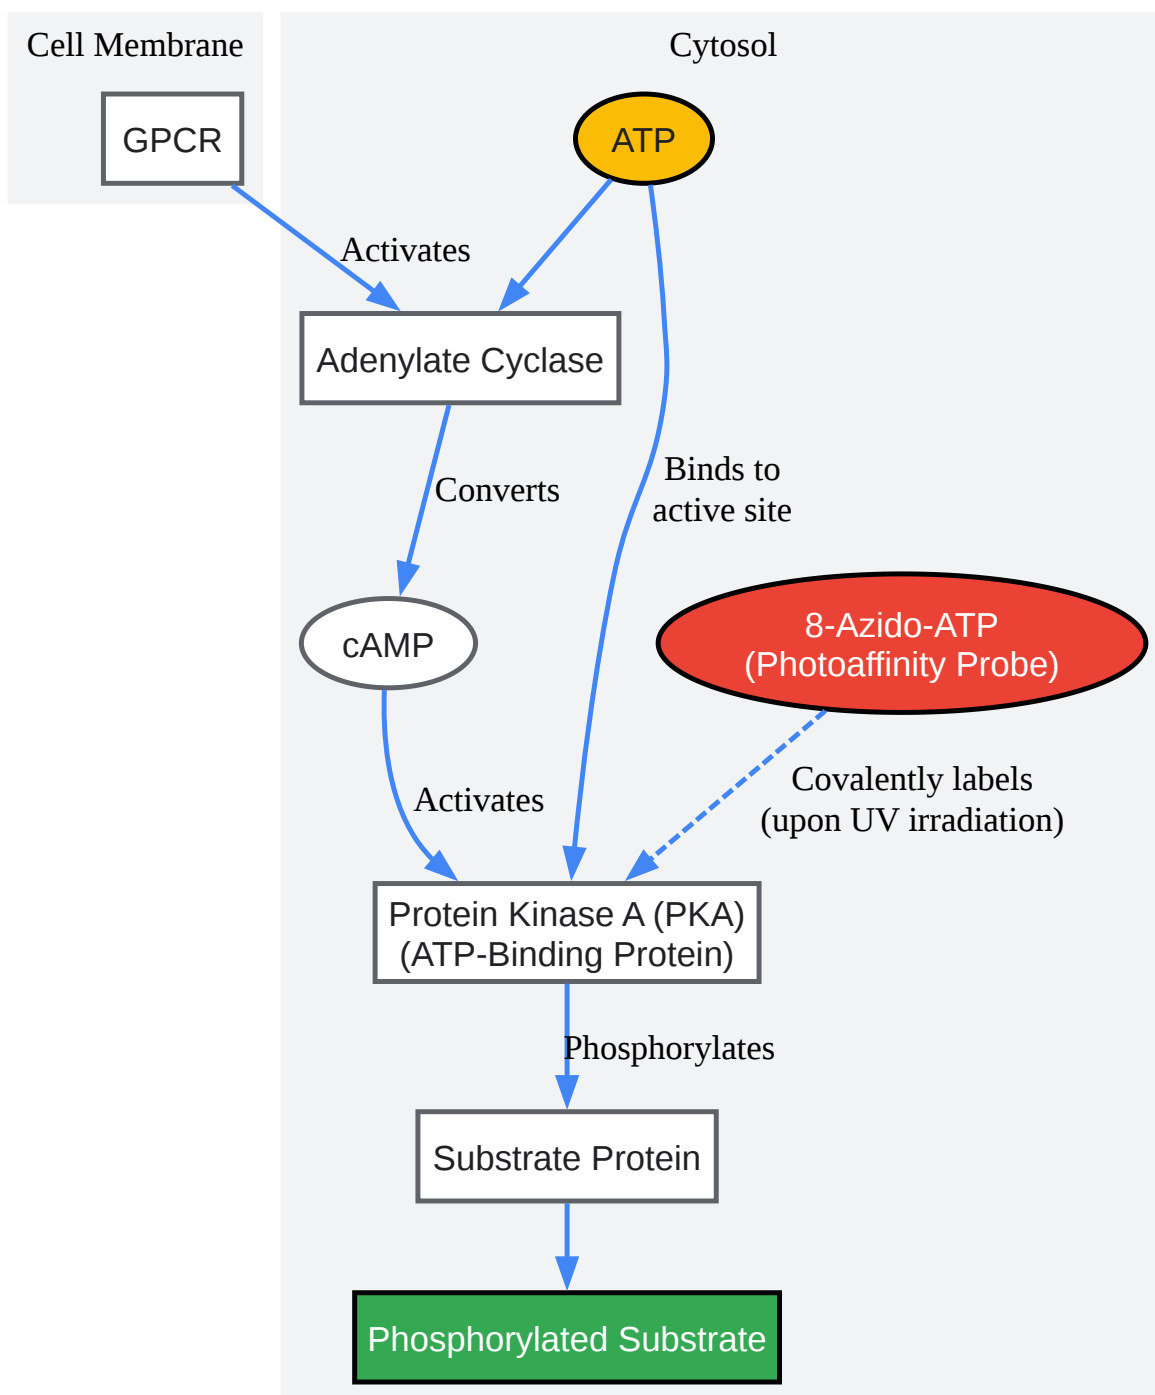 Cell Membrane
Cytosol
GPCR
ATP
Activates
Adenylate Cyclase
Binds to
active site
Converts
8-Azido-ATP
(Photoaffinity Probe)
cAMP
Covalently labels
(upon UV irradiation)
Activates
Protein Kinase A (PKA)
(ATP-Binding Protein)
Phosphorylates
Substrate Protein
Phosphorylated Substrate